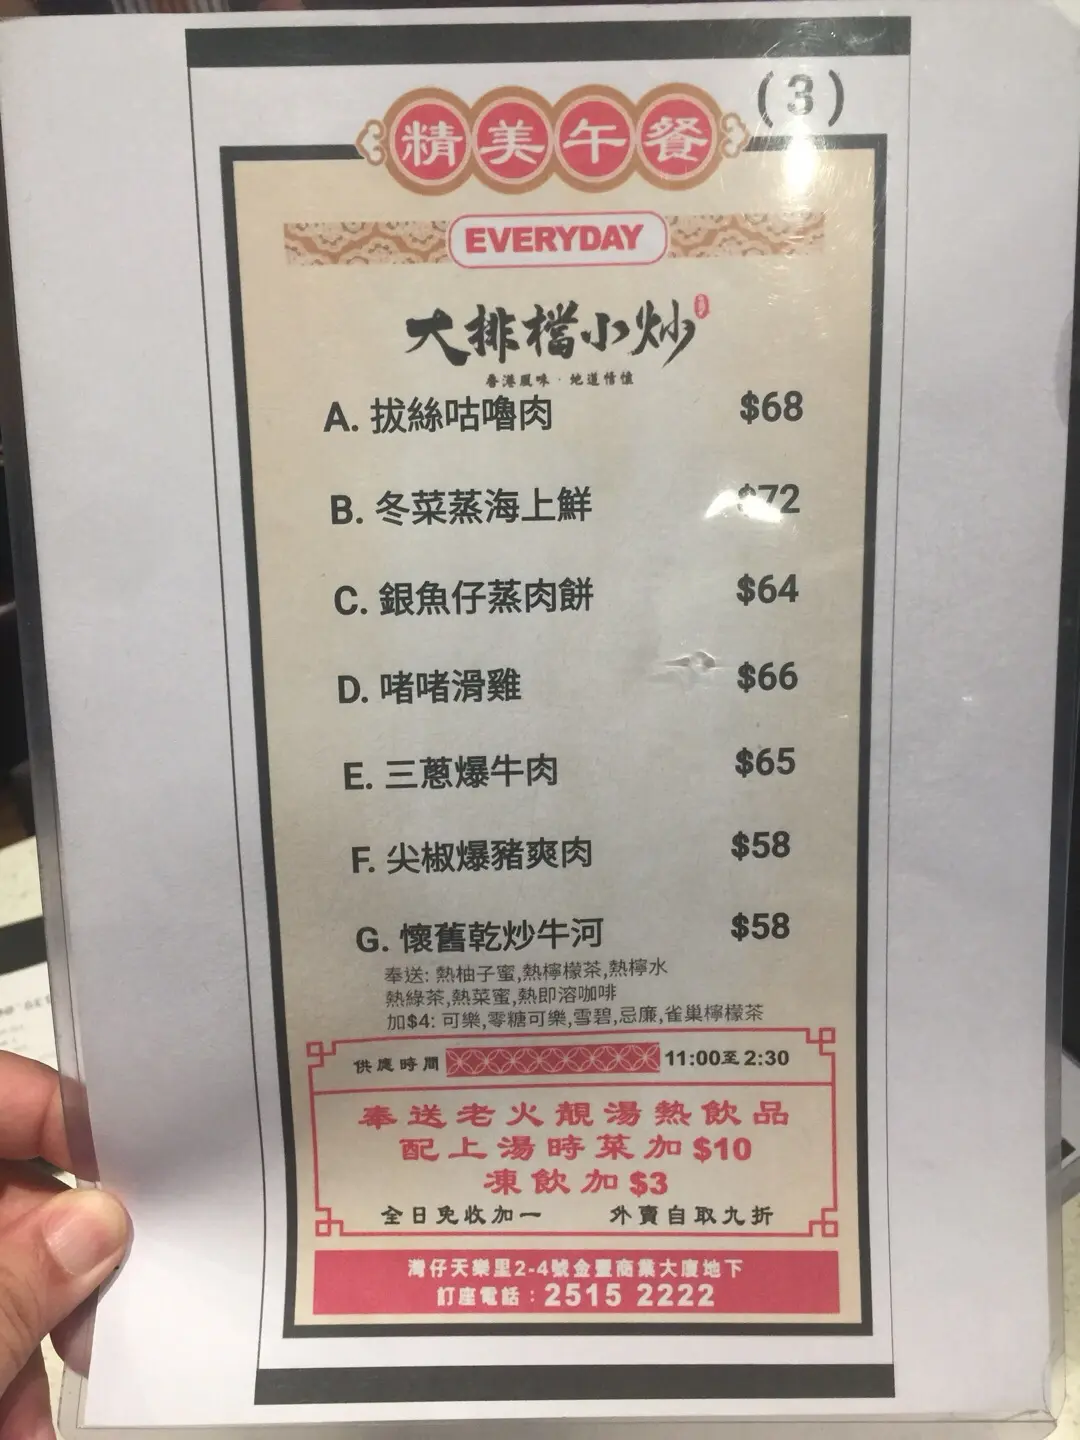 (3)
精美午餐
EVERYDAY
大排檔小炒
香港風味·地道情懷
A. 拔絲咕嚕肉 $68
B. 冬菜蒸海上鮮 $72
C. 銀魚仔蒸肉餅 $64
D. 啫啫滑雞 $66
E. 三蔥爆牛肉 $65
F. 尖椒爆豬爽肉 $58
G. 懷舊乾炒牛河 $58
奉送: 熱柚子蜜,熱檸檬茶,熱檸水
熱綠茶,熱菜蜜,熱即溶咖啡
加$4: 可樂,零糖可樂,雪碧,忌廉,雀巢檸檬茶
供應時間 11:00至2:30
奉送老火靚湯熱飲品
配上湯時菜加$10
凍飲加$3
全日免收加一 外賣自取九折
灣仔天樂里2-4號金豐商業大廈地下
訂座電話：2515 2222